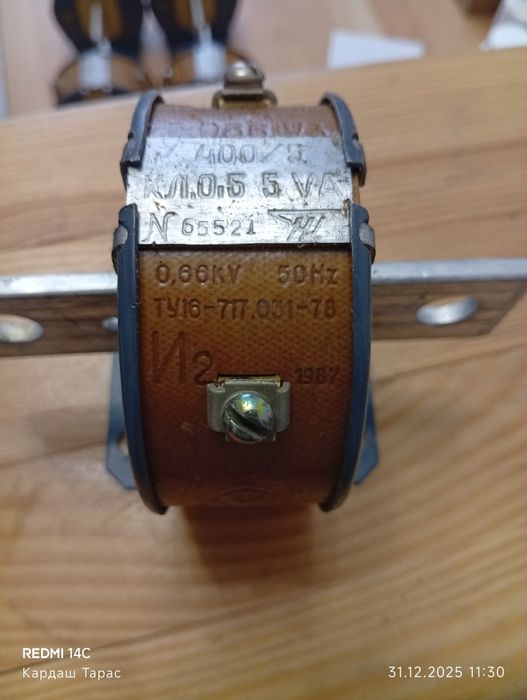 400/5
КЛ.0.5 5 VA
N 65521
0,66KV 50Hz
ТУ16-717.031-78
И2
1987
REDMI 14C
Кардаш Тарас
31.12.2025 11:30